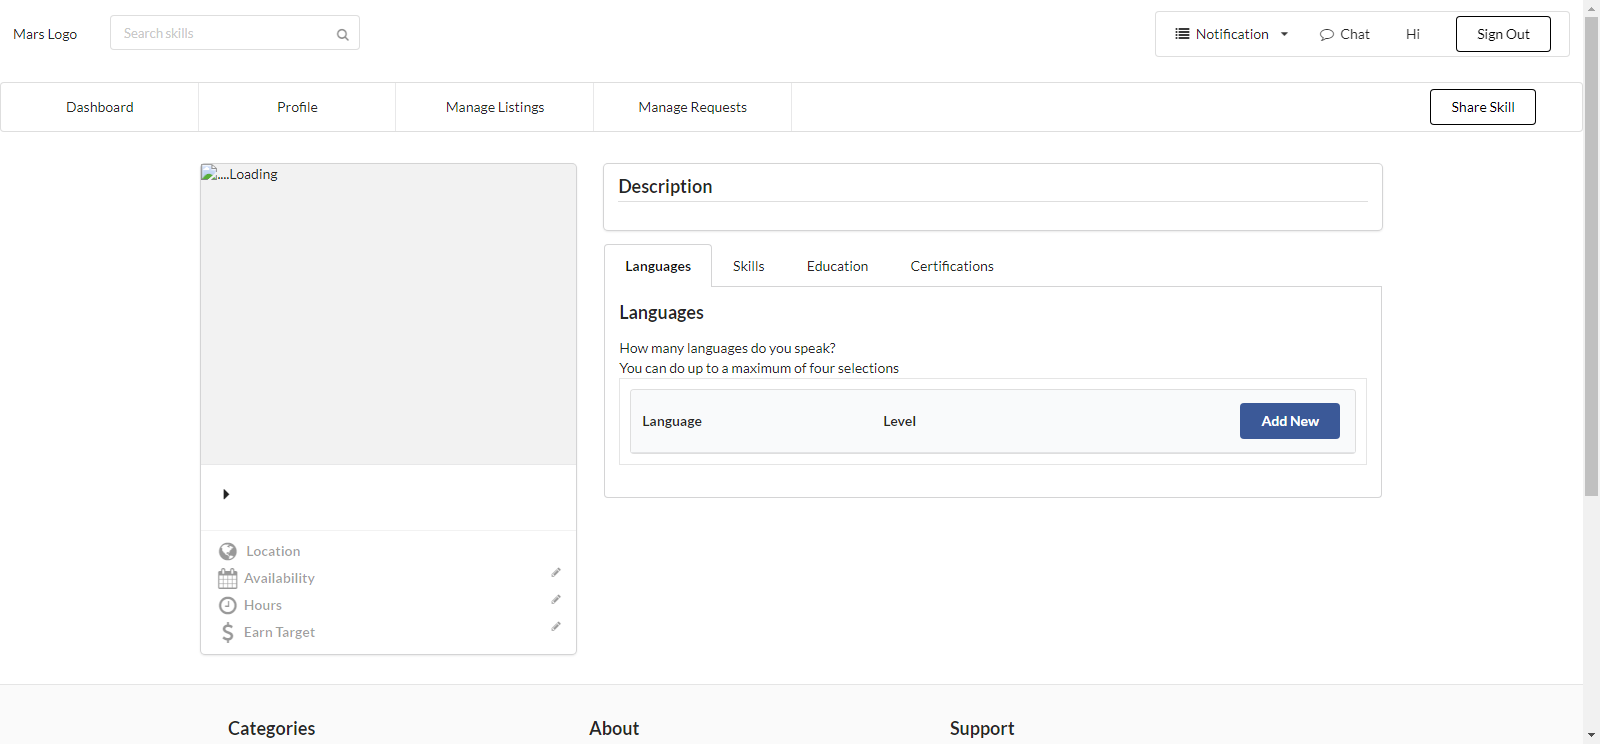 Mars Logo
Search skills
Notification
Chat
Hi
Sign Out
Dashboard
Profile
Manage Listings
Manage Requests
Share Skill
....Loading
Description
Languages
Skills
Education
Certifications
Languages
How many languages do you speak?
You can do up to a maximum of four selections
Language
Level
Add New
Location
Availability
Hours
Earn Target
Categories
About
Support